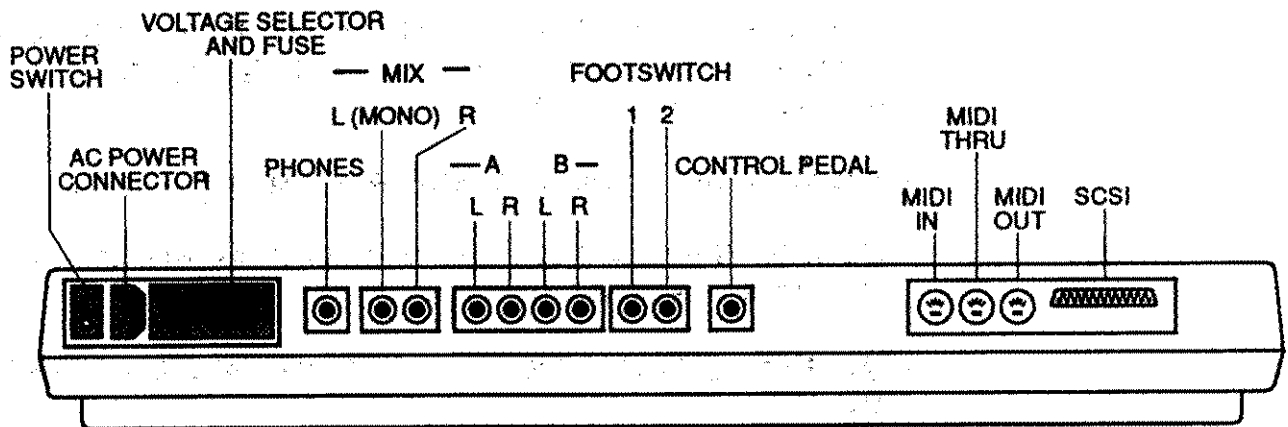 VOLTAGE SELECTOR
AND FUSE
POWER
SWITCH
— MIX —
FOOTSWITCH
L (MONO) R
1 2
MIDI
THRU
AC POWER
CONNECTOR
PHONES
— A B —
CONTROL PEDAL
L R L R
MIDI
IN
MIDI
OUT
SCSI